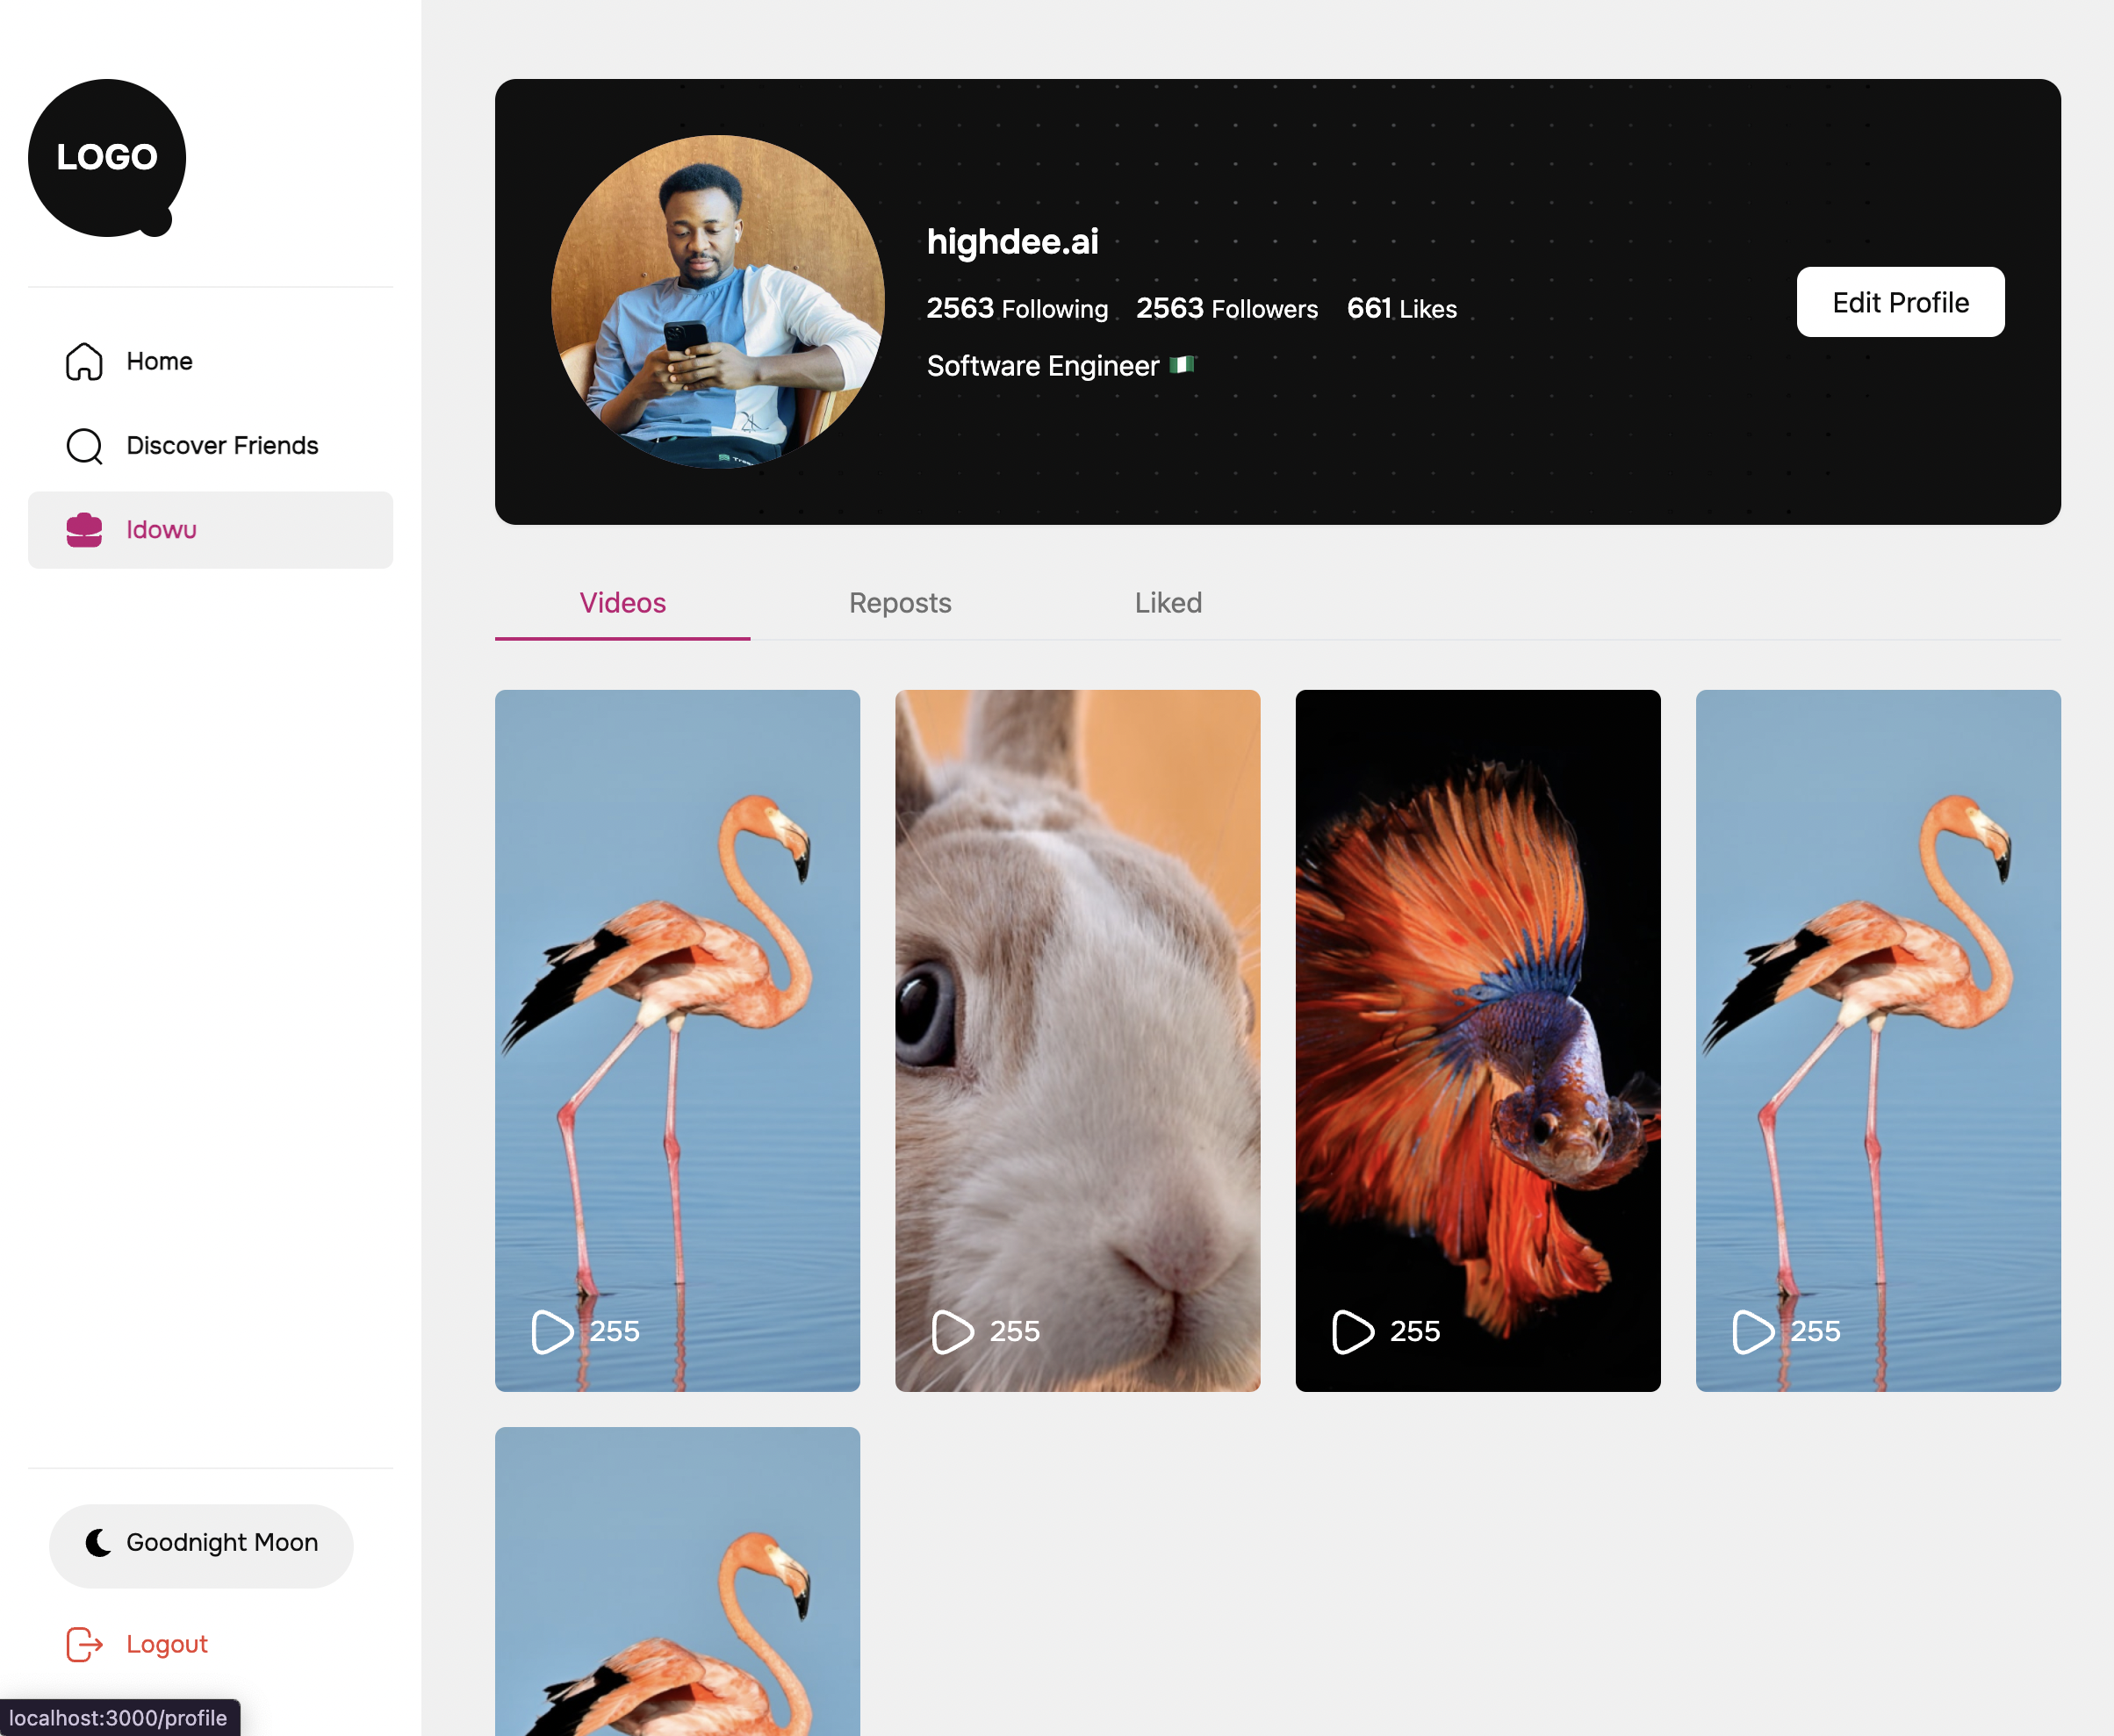 LOGO
Home
Discover Friends
Idowu
Goodnight Moon
Logout
localhost:3000/profile
highdee.ai
2563 Following 2563 Followers 661 Likes
Software Engineer 🇳🇬
Edit Profile
Videos Reposts Liked
255 255 255 255